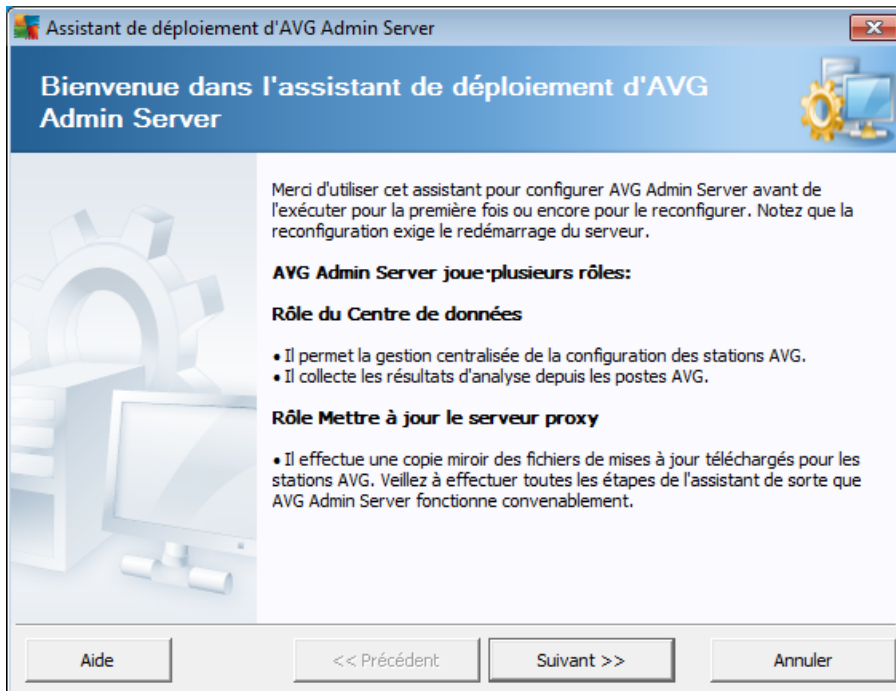 Assistant de déploiement d'AVG Admin Server
Bienvenue dans l'assistant de déploiement d'AVG
Admin Server
Merci d'utiliser cet assistant pour configurer AVG Admin Server avant de
l'exécuter pour la première fois ou encore pour le reconfigurer. Notez que la
reconfiguration exige le redémarrage du serveur.
AVG Admin Server joue·plusieurs rôles:
Rôle du Centre de données
• Il permet la gestion centralisée de la configuration des stations AVG.
• Il collecte les résultats d'analyse depuis les postes AVG.
Rôle Mettre à jour le serveur proxy
• Il effectue une copie miroir des fichiers de mises à jour téléchargés pour les
stations AVG. Veillez à effectuer toutes les étapes de l'assistant de sorte que
AVG Admin Server fonctionne convenablement.
Aide
<< Précédent
Suivant >>
Annuler